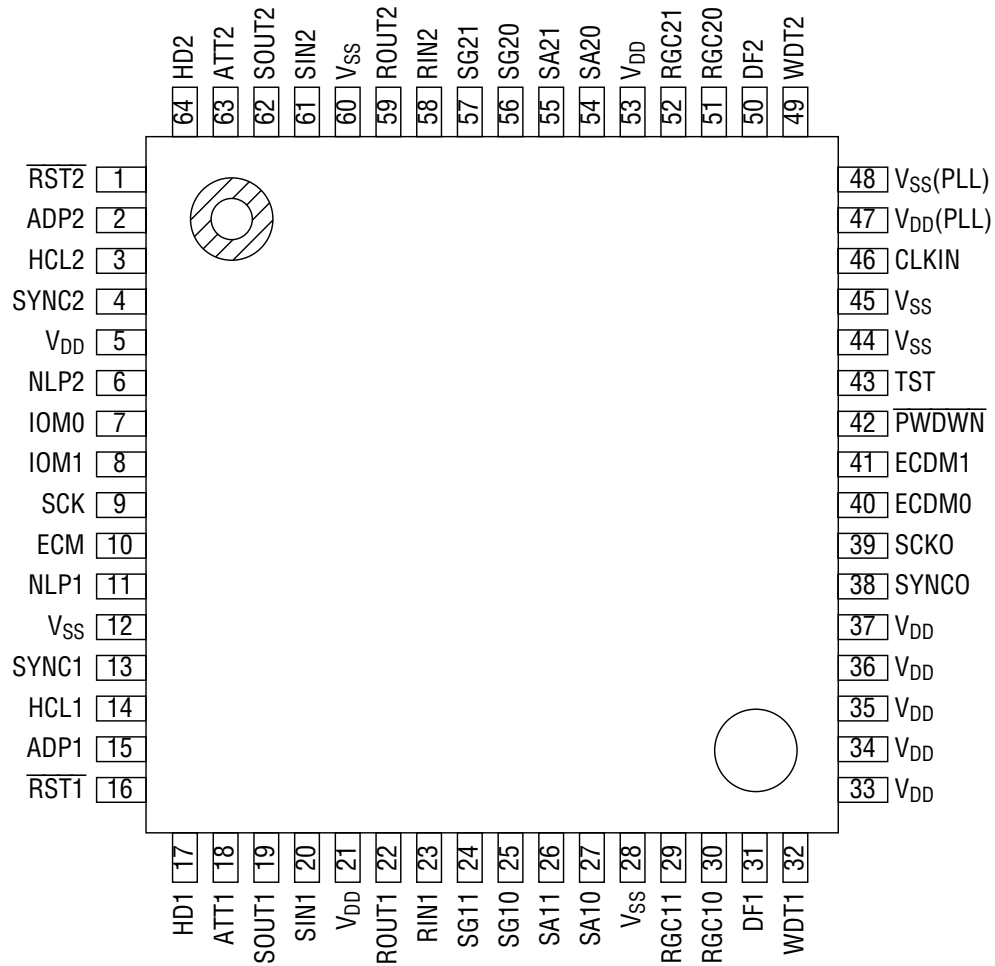 HD2
ATT2
SOUT2
SIN2
VSS
ROUT2
RIN2
SG21
SG20
SA21
SA20
VDD
RGC21
RGC20
DF2
WDT2
64
63
62
61
60
59
58
57
56
55
54
53
52
51
50
49
RST2 1
ADP2 2
HCL2 3
SYNC2 4
VDD 5
NLP2 6
IOM0 7
IOM1 8
SCK 9
ECM 10
NLP1 11
VSS 12
SYNC1 13
HCL1 14
ADP1 15
RST1 16
48 VSS(PLL)
47 VDD(PLL)
46 CLKIN
45 VSS
44 VSS
43 TST
42 PWDWN
41 ECDM1
40 ECDM0
39 SCKO
38 SYNCO
37 VDD
36 VDD
35 VDD
34 VDD
33 VDD
17
18
19
20
21
22
23
24
25
26
27
28
29
30
31
32
HD1
ATT1
SOUT1
SIN1
VDD
ROUT1
RIN1
SG11
SG10
SA11
SA10
VSS
RGC11
RGC10
DF1
WDT1